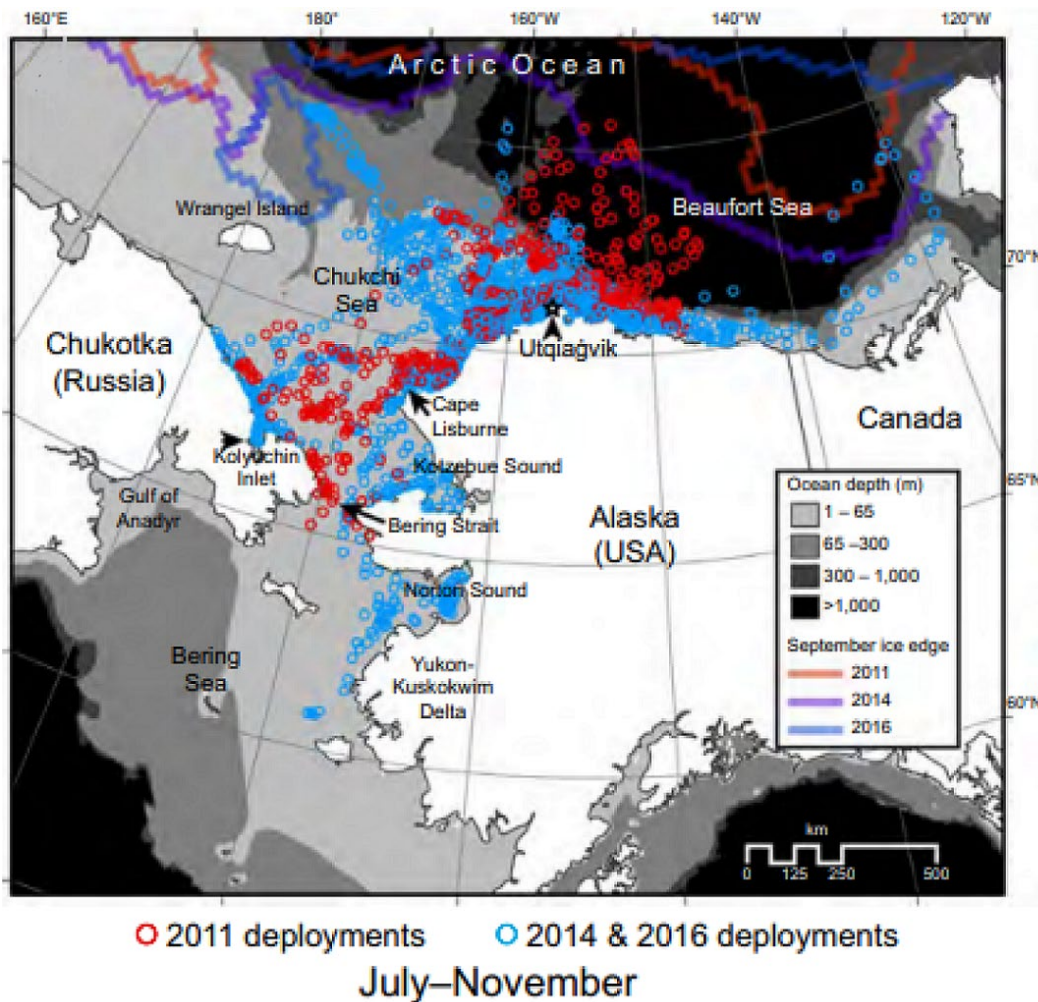 160°E 180° 160°W 140°W 120°W
Arctic Ocean
Wrangel Island
Beaufort Sea
70°N
Chukchi
Sea
Utqiaġvik
Chukotka
(Russia)
Cape
Lisburne
Canada
Kolyuchin
Inlet
Kotzebue Sound
Gulf of
Anadyr
Bering Strait
Alaska
(USA)
65°N
Norton Sound
Bering
Sea
Yukon-
Kuskokwim
Delta
60°N
Ocean depth (m)
1 – 65
65 –300
300 – 1,000
>1,000
September ice edge
2011
2014
2016
km
0 125 250 500
2011 deployments 2014 & 2016 deployments
July–November